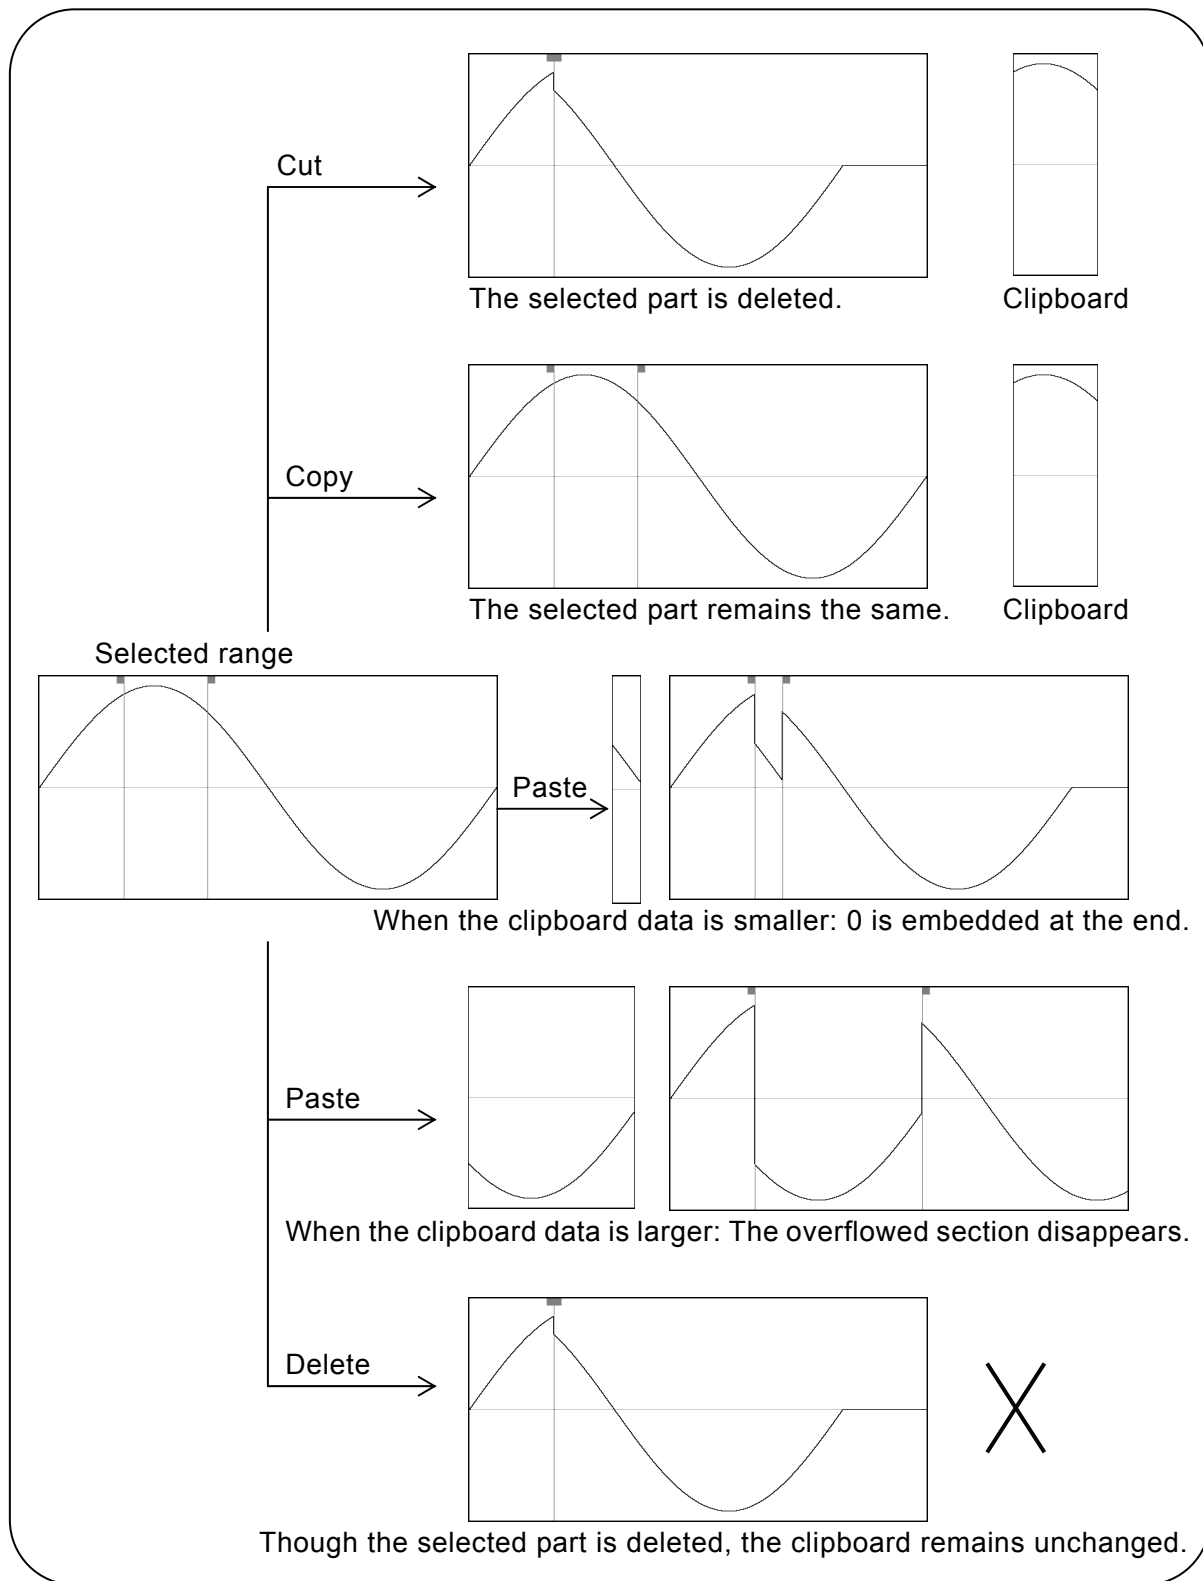 Cut
The selected part is deleted.
Clipboard
Copy
The selected part remains the same.
Clipboard
Selected range
Paste
When the clipboard data is smaller: 0 is embedded at the end.
Paste
When the clipboard data is larger: The overflowed section disappears.
Delete
Though the selected part is deleted, the clipboard remains unchanged.